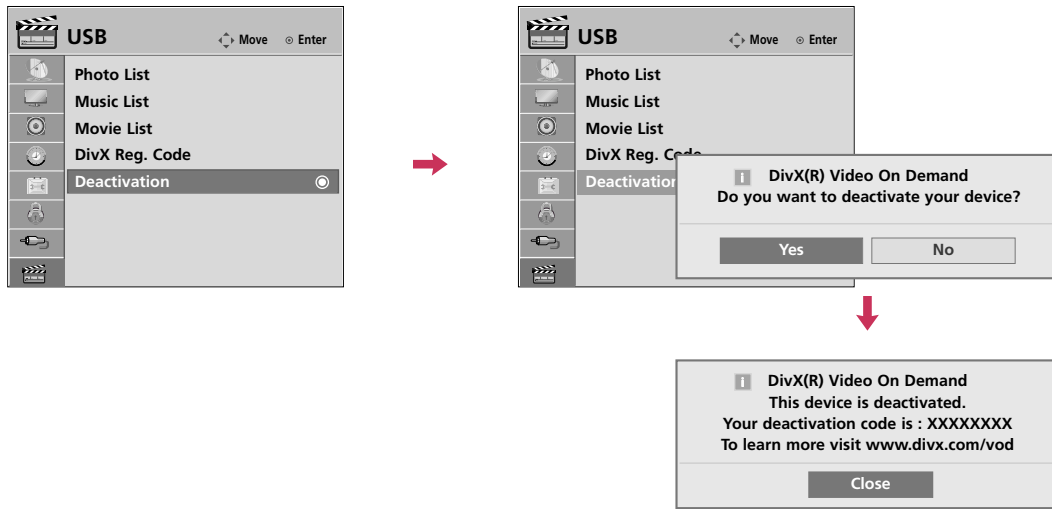 USB Move Enter
Photo List
Music List
Movie List
DivX Reg. Code
Deactivation
USB Move Enter
Photo List
Music List
Movie List
DivX Reg. Code
Deactivation
DivX(R) Video On Demand
Do you want to deactivate your device?
Yes No
DivX(R) Video On Demand
This device is deactivated.
Your deactivation code is : XXXXXXXX
To learn more visit www.divx.com/vod
Close